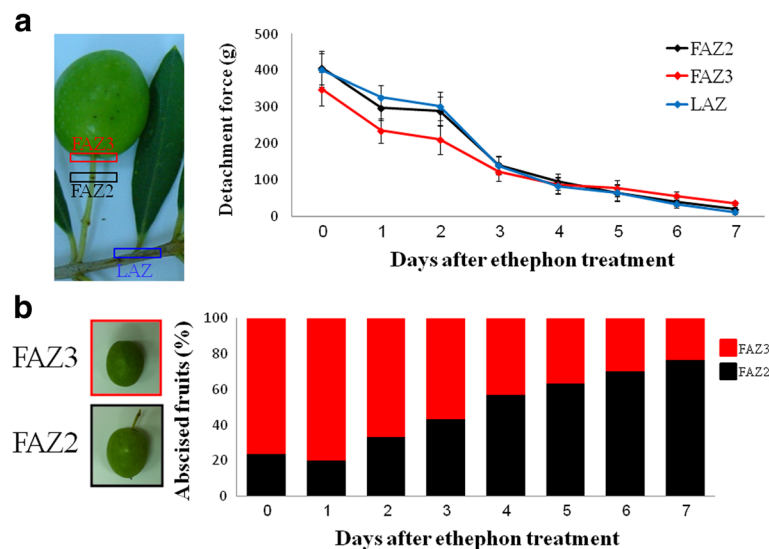 a
FAZ3
FAZ2
LAZ
Detachment force (g)
500
400
300
200
100
0
0 1 2 3 4 5 6 7
Days after ethephon treatment
FAZ2
FAZ3
LAZ
b
FAZ3
FAZ2
Abscised fruits (%)
100
80
60
40
20
0
0 1 2 3 4 5 6 7
Days after ethephon treatment
FAZ3
FAZ2